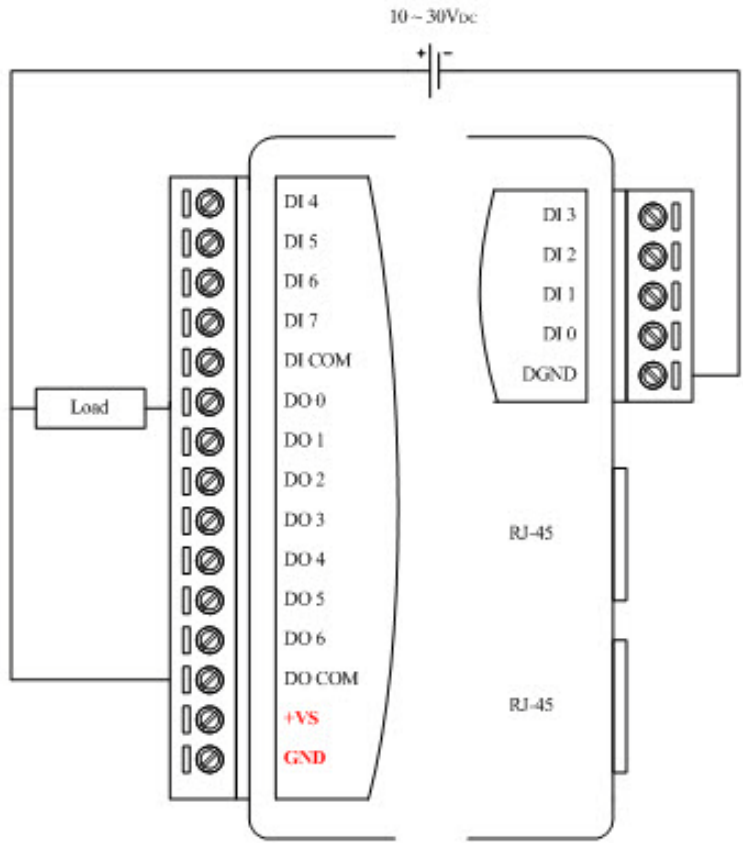 10 ~ 30VDC
+ -
DI 4
DI 5
DI 6
DI 7
DI COM
DO 0
DO 1
DO 2
DO 3
DO 4
DO 5
DO 6
DO COM
+VS
GND
Load
DI 3
DI 2
DI 1
DI 0
DGND
RJ-45
RJ-45